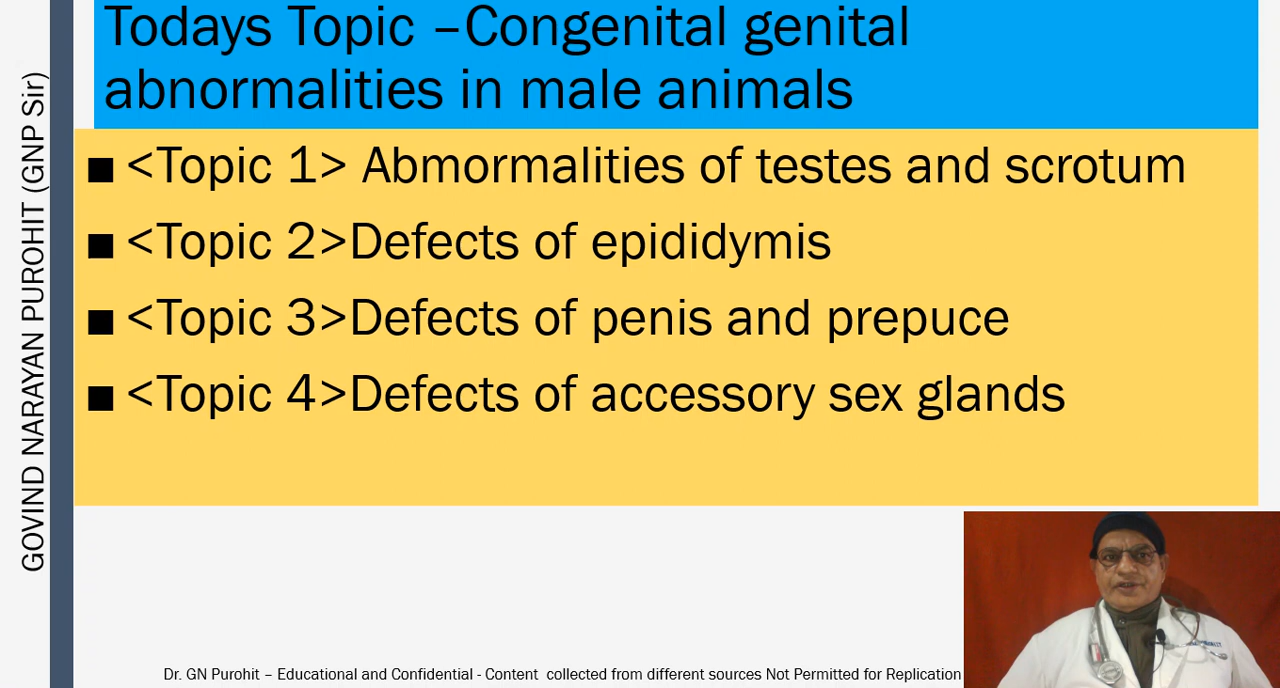 Todays Topic –Congenital genital
abnormalities in male animals
■ <Topic 1> Abmormalities of testes and scrotum
■ <Topic 2>Defects of epididymis
■ <Topic 3>Defects of penis and prepuce
■ <Topic 4>Defects of accessory sex glands
GOVIND NARAYAN PUROHIT (GNP Sir)
Dr. GN Purohit – Educational and Confidential - Content collected from different sources Not Permitted for Replication